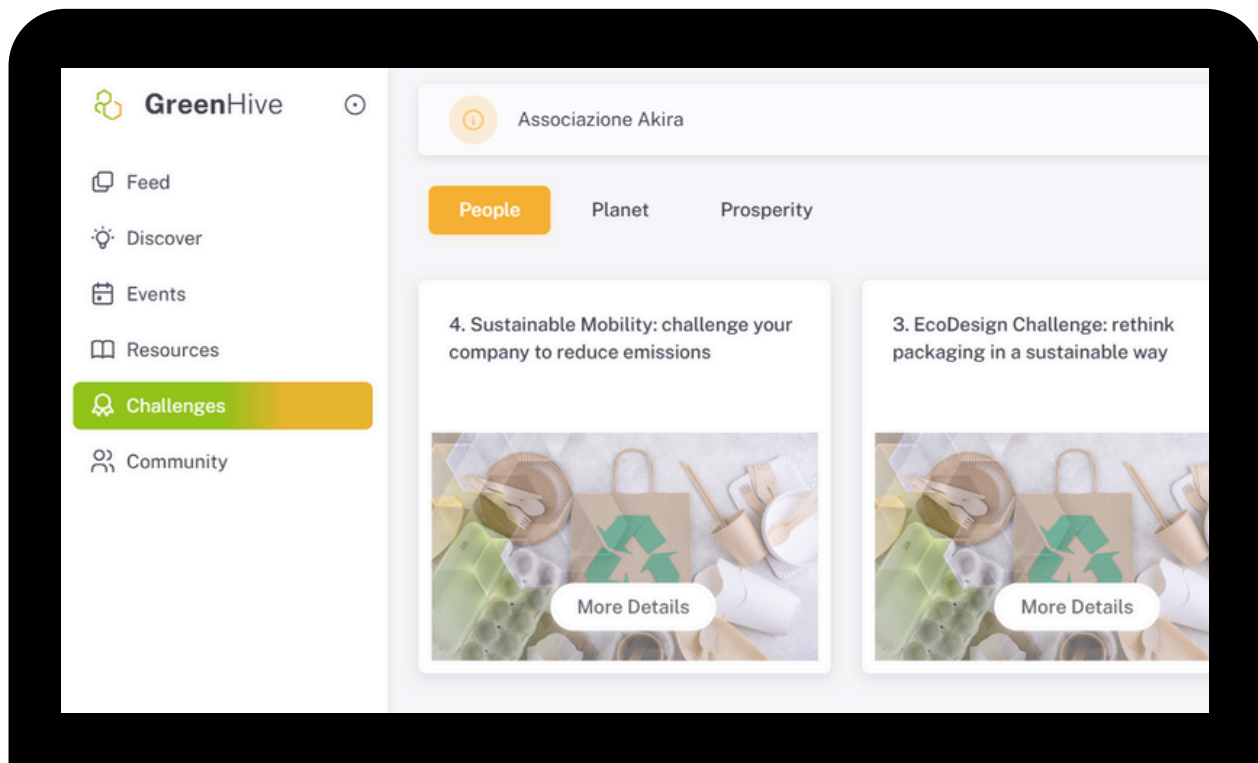 GreenHive
Feed
Discover
Events
Resources
Challenges
Community
Associazione Akira
People Planet Prosperity
4. Sustainable Mobility: challenge your
company to reduce emissions
More Details
3. EcoDesign Challenge: rethink
packaging in a sustainable way
More Details